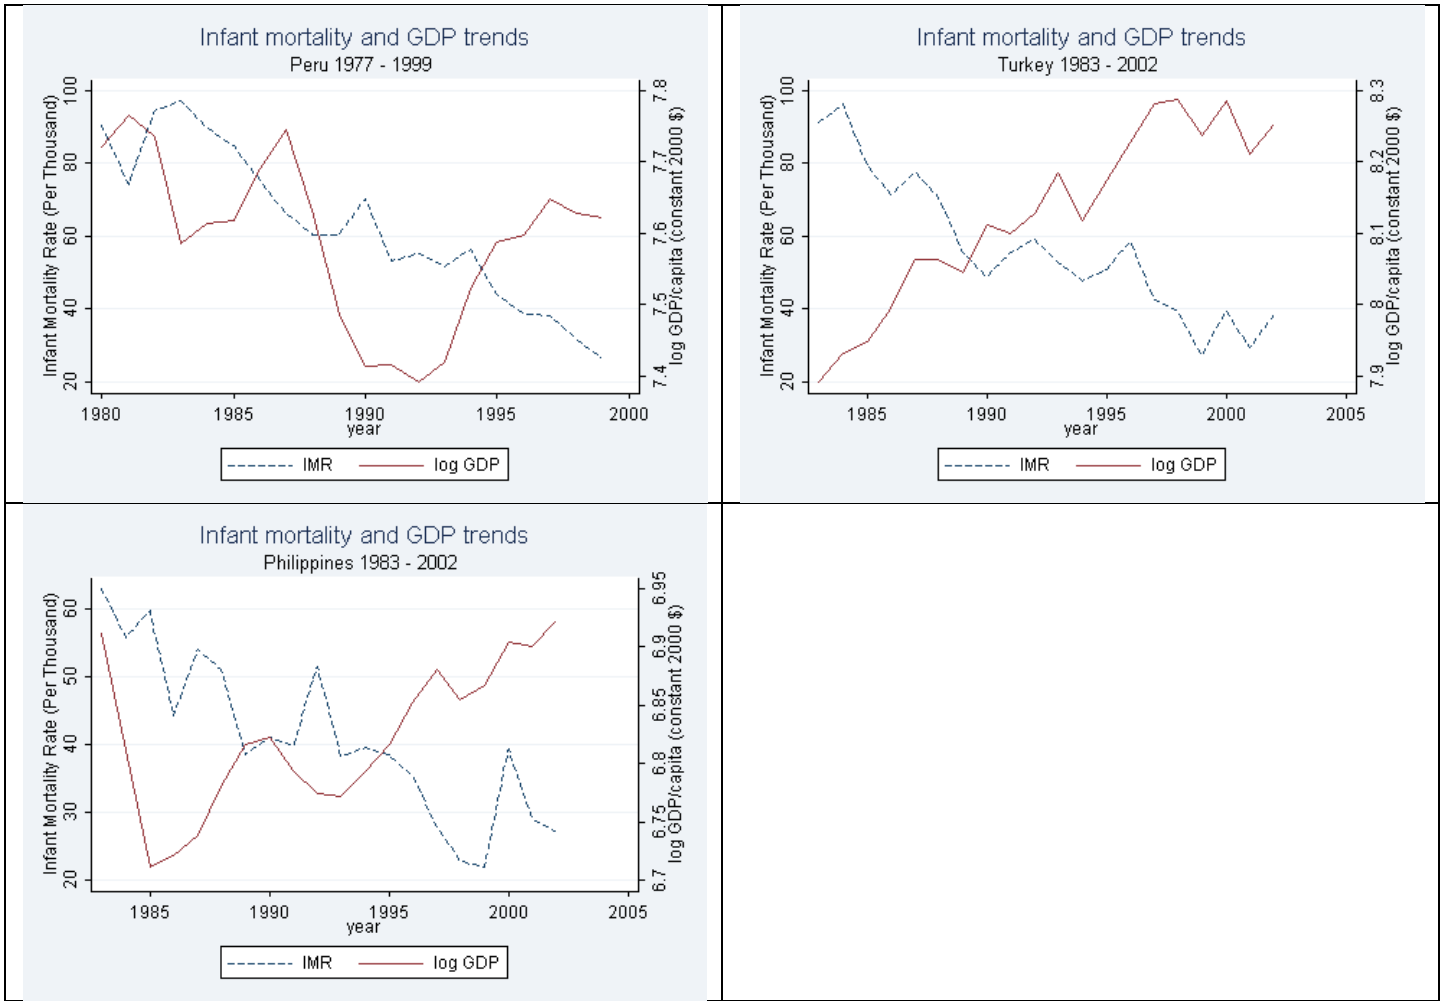 Infant mortality and GDP trends
Peru 1977 - 1999
Infant Mortality Rate (Per Thousand)
100
80
60
40
20
7.8
7.7
7.6
7.5
7.4
log GDP/capita (constant 2000 $)
1980 1985 1990 1995 2000
year
IMR log GDP
Infant mortality and GDP trends
Turkey 1983 - 2002
Infant Mortality Rate (Per Thousand)
100
80
60
40
20
8.3
8.2
8.1
8
7.9
log GDP/capita (constant 2000 $)
1985 1990 1995 2000 2005
year
IMR log GDP
Infant mortality and GDP trends
Philippines 1983 - 2002
Infant Mortality Rate (Per Thousand)
60
50
40
30
20
6.95
6.9
6.85
6.8
6.75
6.7
log GDP/capita (constant 2000 $)
1985 1990 1995 2000 2005
year
IMR log GDP